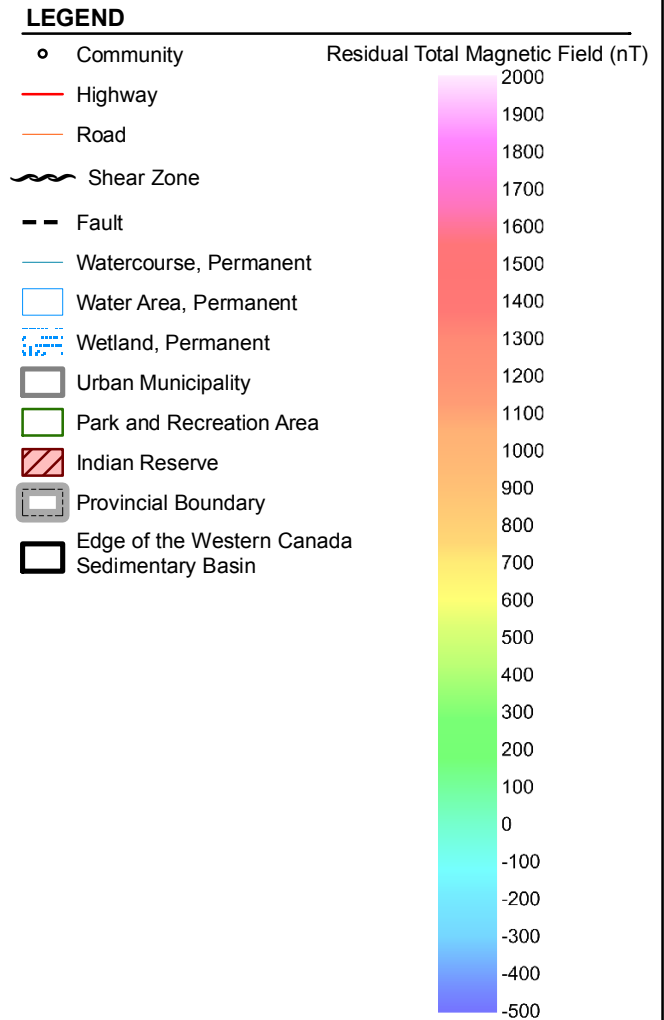 LEGEND
Community
Highway
Road
Shear Zone
Fault
Watercourse, Permanent
Water Area, Permanent
Wetland, Permanent
Urban Municipality
Park and Recreation Area
Indian Reserve
Provincial Boundary
Edge of the Western Canada
Sedimentary Basin
Residual Total Magnetic Field (nT)
2000
1900
1800
1700
1600
1500
1400
1300
1200
1100
1000
900
800
700
600
500
400
300
200
100
0
-100
-200
-300
-400
-500